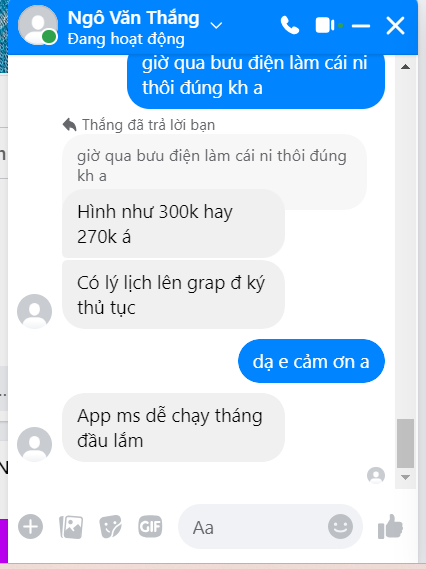 Ngô Văn Thắng
Đang hoạt động
giờ qua bưu điện làm cái ni
thôi đúng kh a
Thắng đã trả lời bạn
giờ qua bưu điện làm cái ni thôi đúng
kh a
Hình như 300k hay
270k á
Có lý lịch lên grap đ ký
thủ tục
dạ e cảm ơn a
App ms dễ chạy tháng
đầu lắm
GIF
Aa